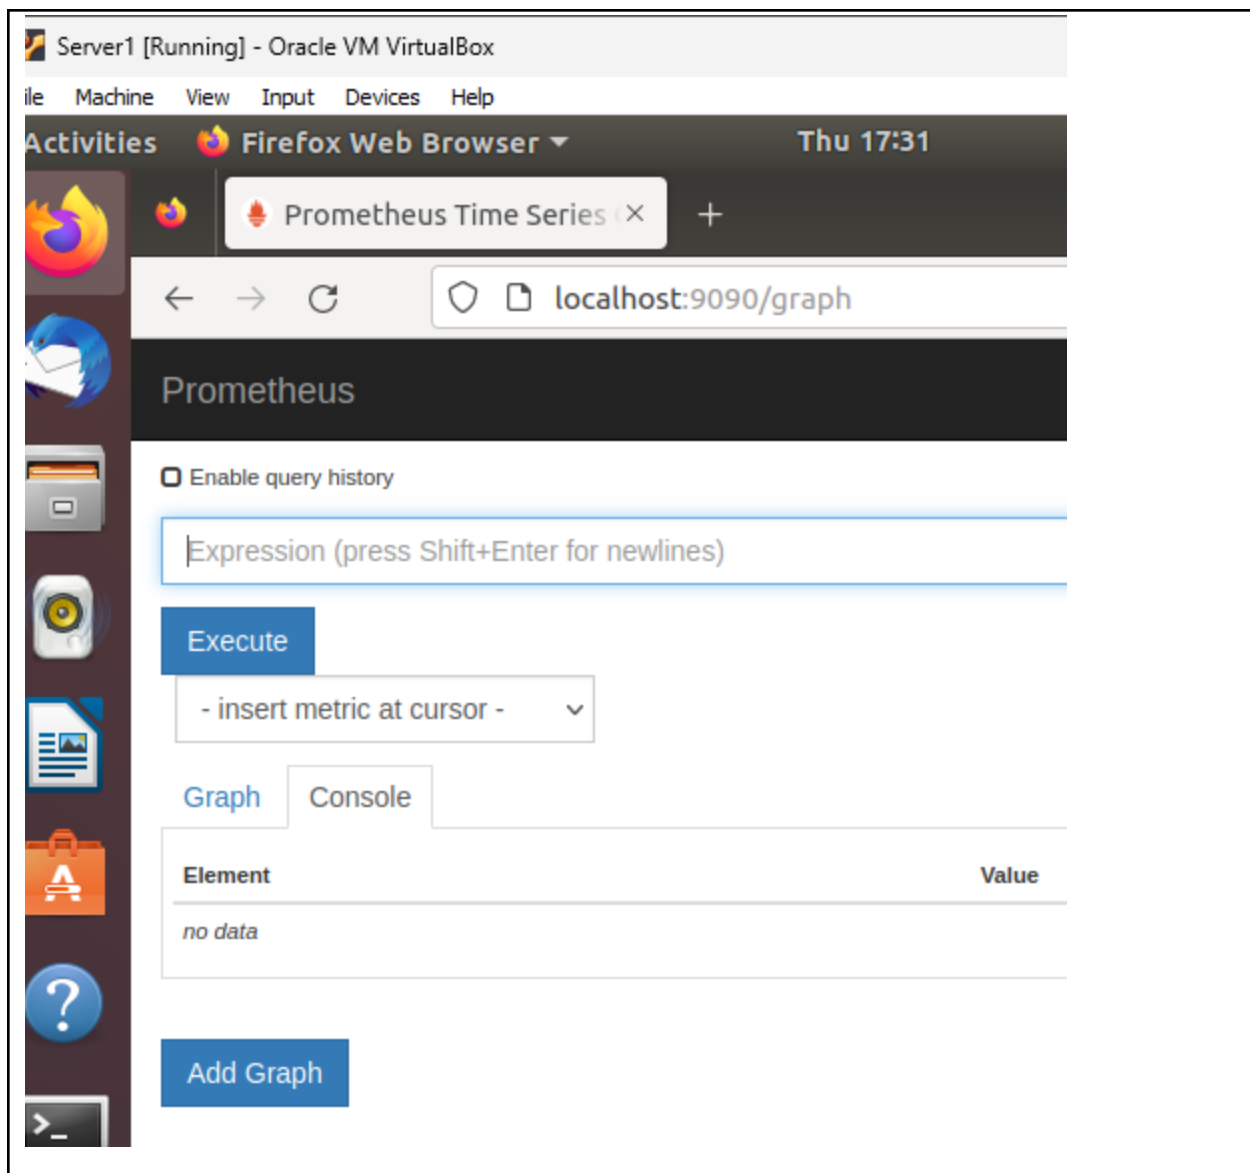 Server1 [Running] - Oracle VM VirtualBox
ile Machine View Input Devices Help
Activities Firefox Web Browser Thu 17:31
Prometheus Time Series
localhost:9090/graph
Prometheus
Enable query history
Expression (press Shift+Enter for newlines)
Execute
- insert metric at cursor -
Graph Console
Element Value
no data
Add Graph